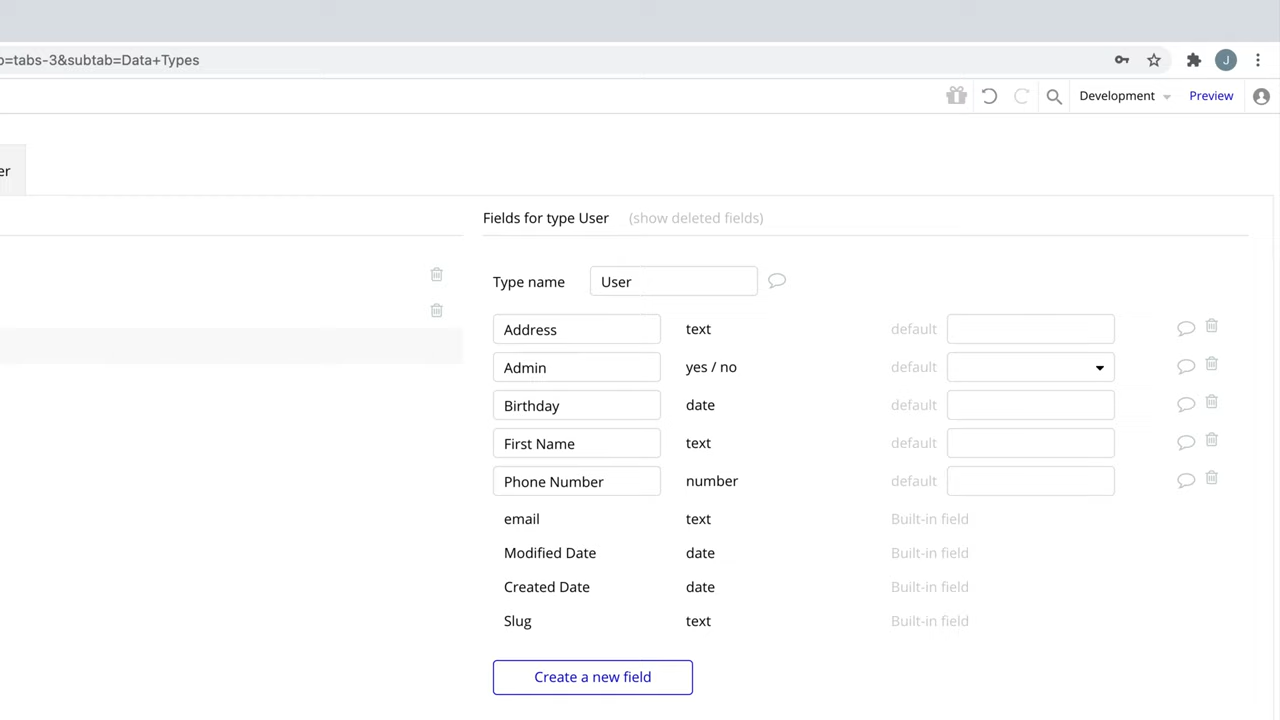 b=tabs-3&subtab=Data+Types
J
Development
Preview
er
Fields for type User (show deleted fields)
Type name User
Address text default
Admin yes / no default
Birthday date default
First Name text default
Phone Number number default
email text Built-in field
Modified Date date Built-in field
Created Date date Built-in field
Slug text Built-in field
Create a new field